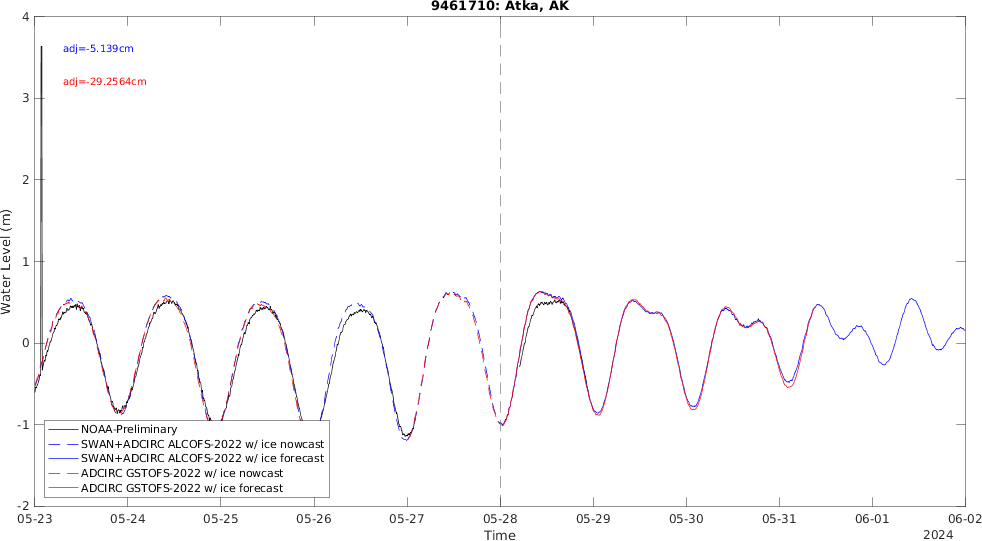 9461710: Atka, AK
adj=-5.139cm
adj=-29.2564cm
Water Level (m)
4
3
2
1
0
-1
-2
NOAA-Preliminary
SWAN+ADCIRC ALCOFS-2022 w/ ice nowcast
SWAN+ADCIRC ALCOFS-2022 w/ ice forecast
ADCIRC GSTOFS-2022 w/ ice nowcast
ADCIRC GSTOFS-2022 w/ ice forecast
05-23 05-24 05-25 05-26 05-27 05-28 05-29 05-30 05-31 06-01 06-02
Time
2024